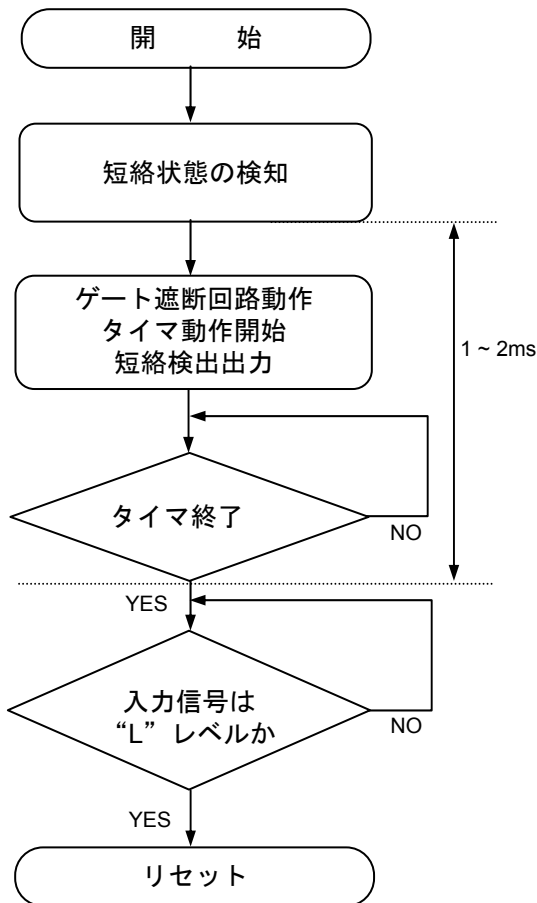 開 始
短絡状態の検知
ゲート遮断回路動作
タイマ動作開始
短絡検出出力
1 ~ 2ms
タイマ終了
NO
YES
入力信号は
“L” レベルか
NO
YES
リセット